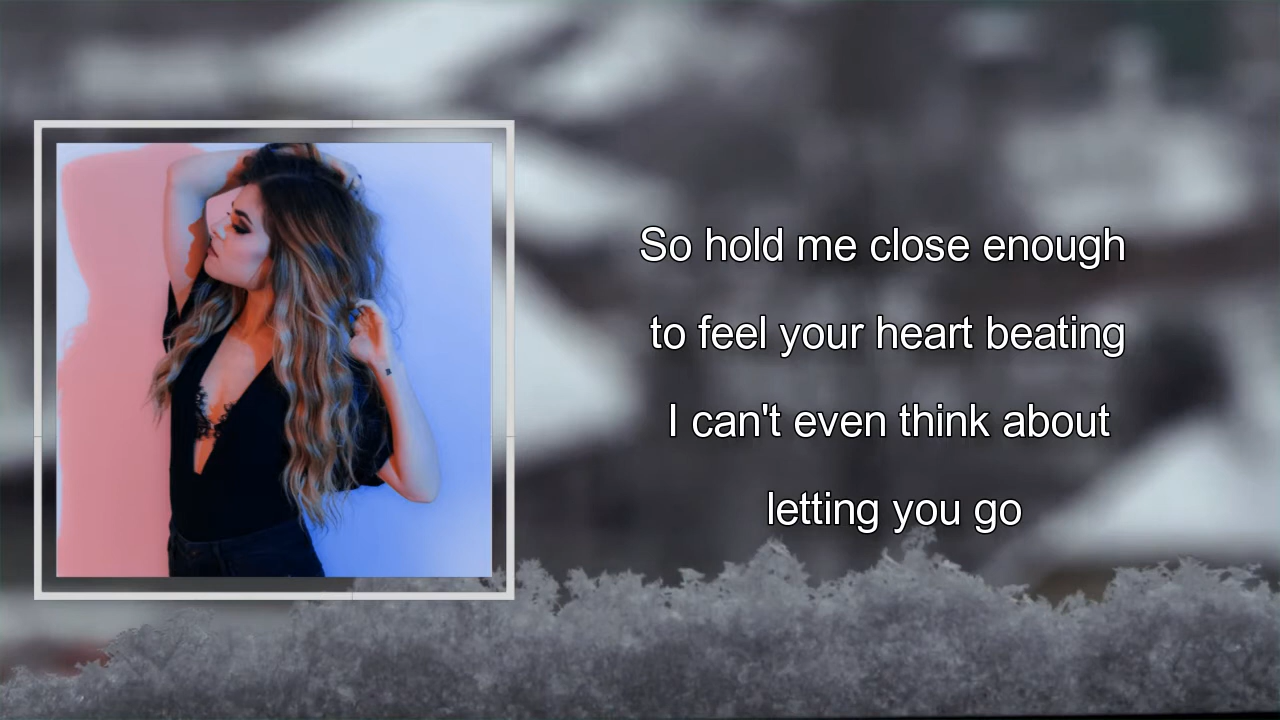 So hold me close enough
to feel your heart beating
I can't even think about
letting you go